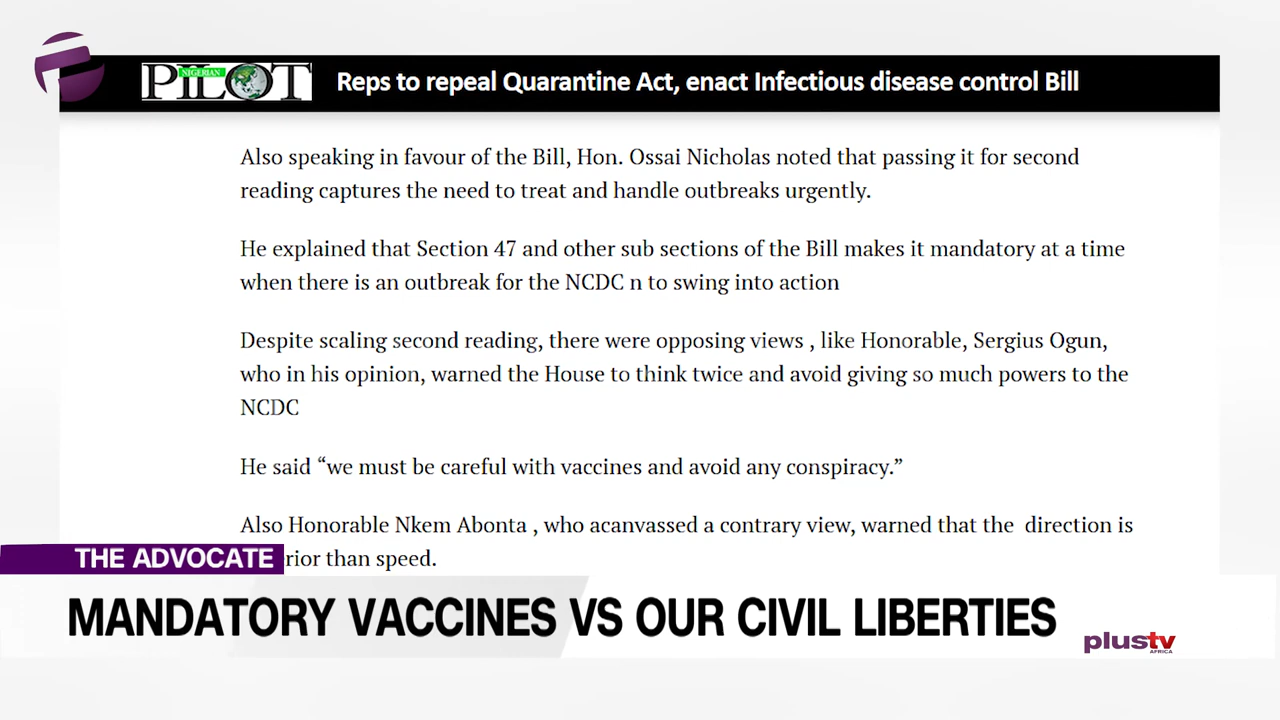 NIGERIAN
PILOT
Reps to repeal Quarantine Act, enact Infectious disease control Bill
Also speaking in favour of the Bill, Hon. Ossai Nicholas noted that passing it for second
reading captures the need to treat and handle outbreaks urgently.
He explained that Section 47 and other sub sections of the Bill makes it mandatory at a time
when there is an outbreak for the NCDC n to swing into action
Despite scaling second reading, there were opposing views , like Honorable, Sergius Ogun,
who in his opinion, warned the House to think twice and avoid giving so much powers to the
NCDC
He said “we must be careful with vaccines and avoid any conspiracy.”
Also Honorable Nkem Abonta , who acanvassed a contrary view, warned that the direction is
rior than speed.
THE ADVOCATE
MANDATORY VACCINES VS OUR CIVIL LIBERTIES
plustv
AFRICA